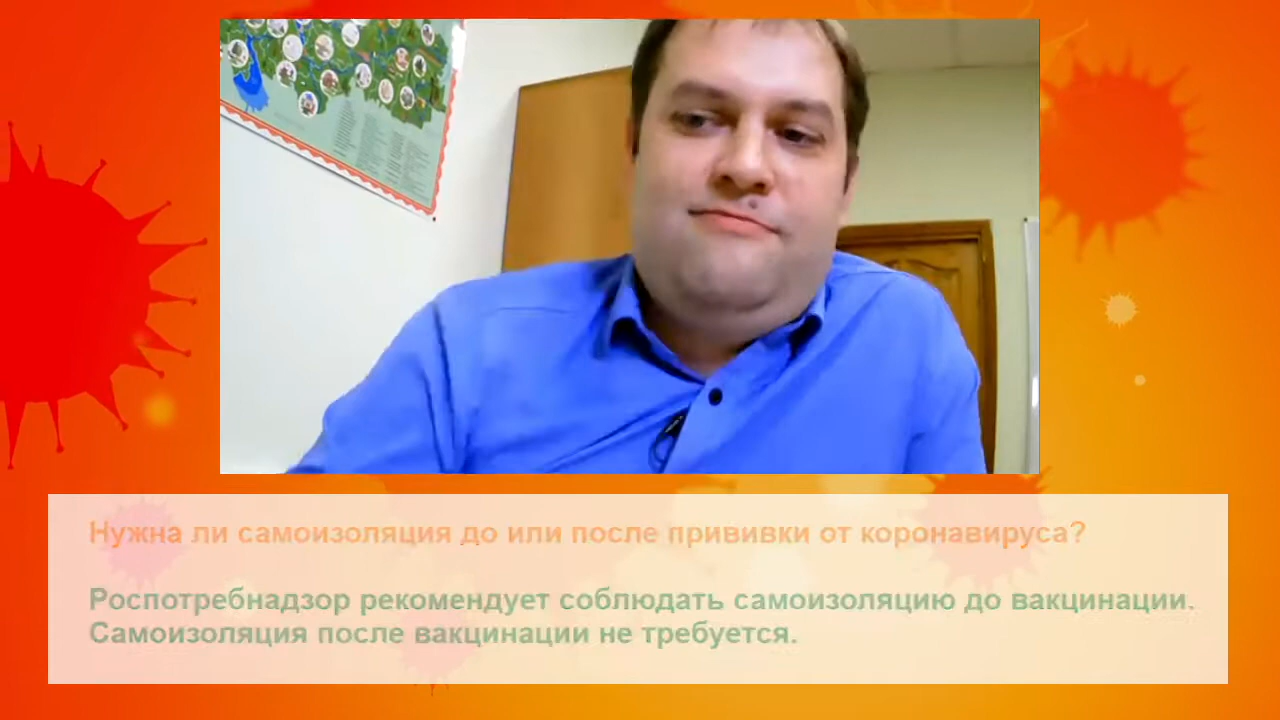 Нужна ли самоизоляция до или после прививки от коронавируса?
Роспотребнадзор рекомендует соблюдать самоизоляцию до вакцинации.
Самоизоляция после вакцинации не требуется.